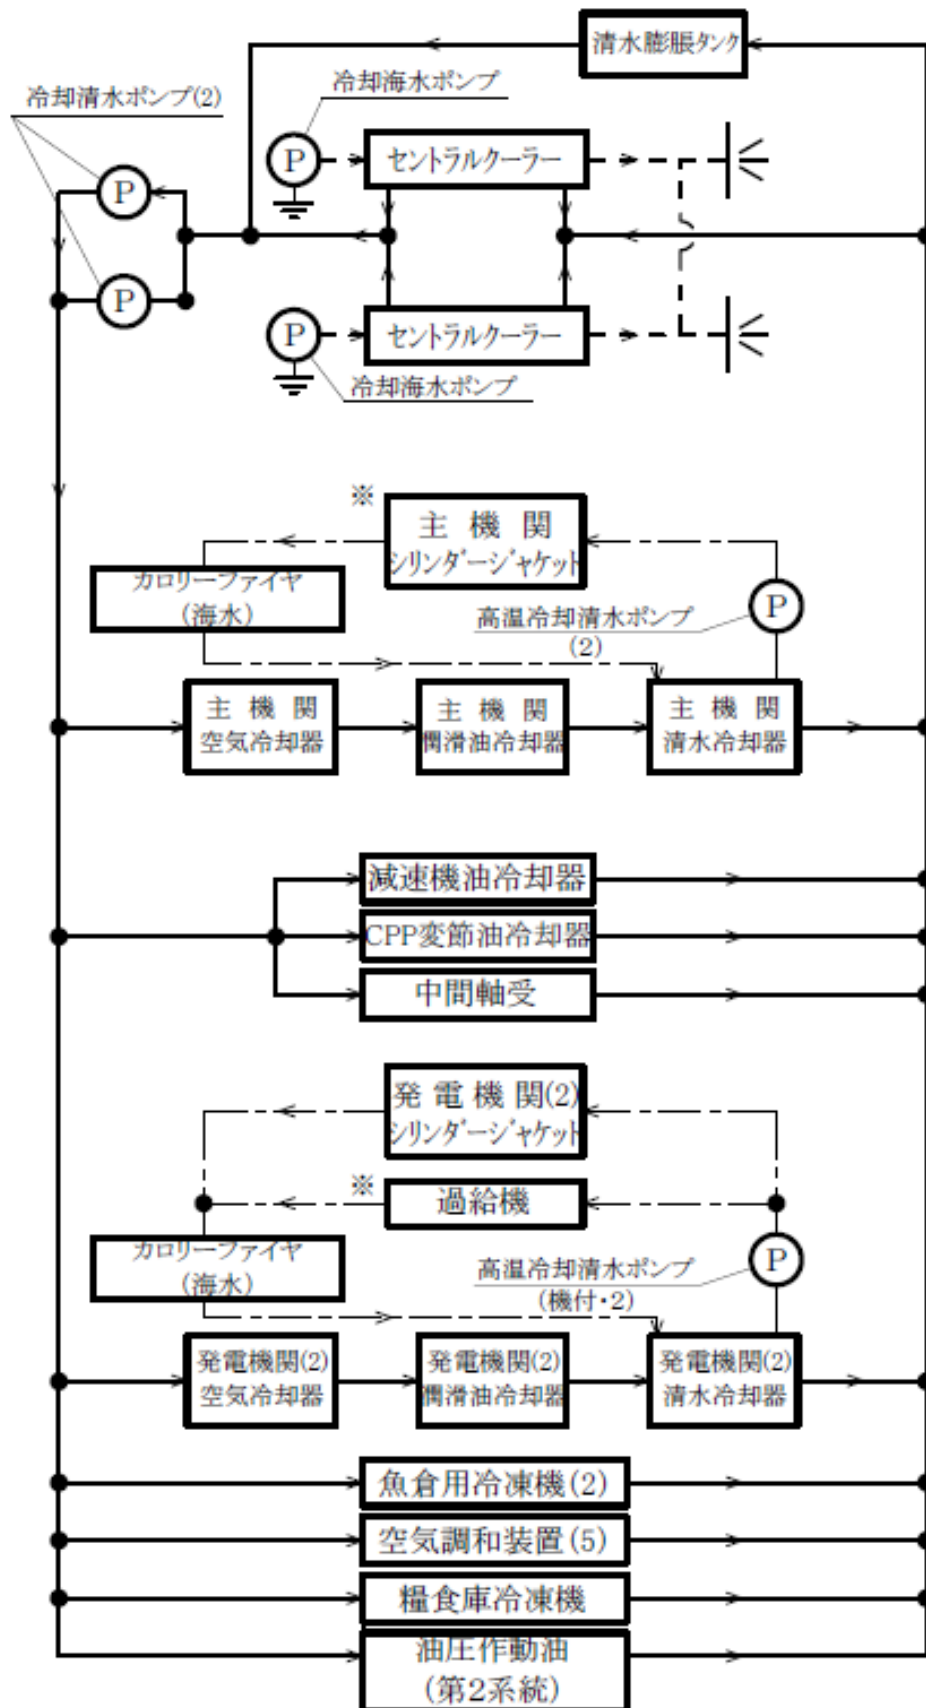 清水膨脹タンク
冷却海水ポンプ
冷却清水ポンプ(2)
P
セントラルクーラー
P
P
P
セントラルクーラー
冷却海水ポンプ
※
主 機 関
シリンダージャケット
カロリーファイヤ
(海水)
P
高温冷却清水ポンプ
(2)
主 機 関
空気冷却器
主 機 関
潤滑油冷却器
主 機 関
清水冷却器
減速機油冷却器
CPP変節油冷却器
中間軸受
発 電 機 関(2)
シリンダージャケット
※
過給機
カロリーファイヤ
(海水)
P
高温冷却清水ポンプ
(機付・2)
発電機関(2)
空気冷却器
発電機関(2)
潤滑油冷却器
発電機関(2)
清水冷却器
魚倉用冷凍機(2)
空気調和装置(5)
糧食庫冷凍機
油圧作動油
(第2系統)